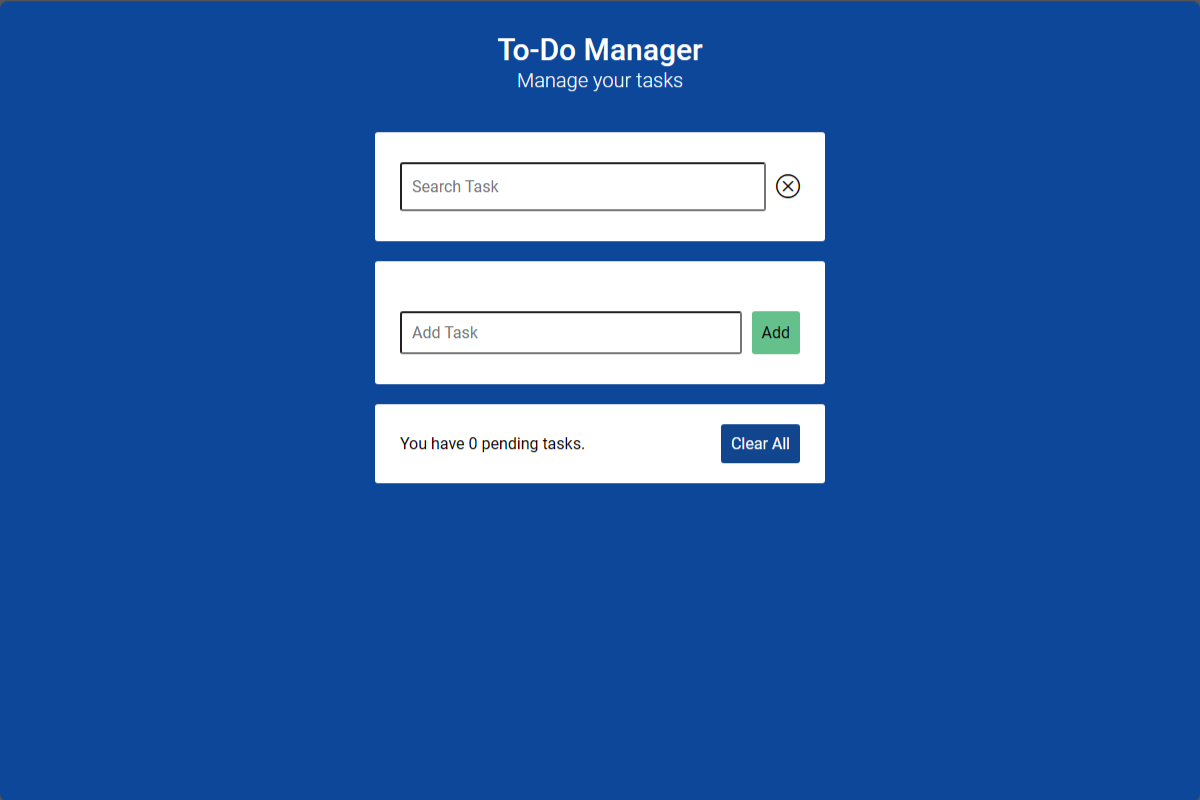 To-Do Manager
Manage your tasks
Search Task
Add Task
Add
You have 0 pending tasks.
Clear All